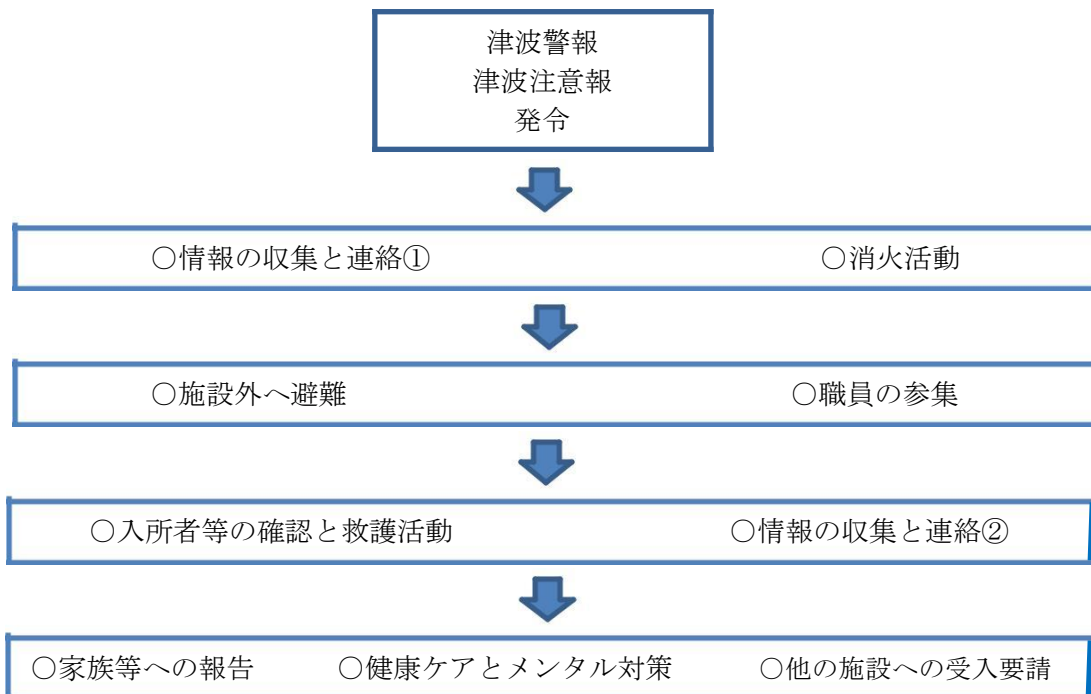 津波警報
津波注意報
発令
○情報の収集と連絡① ○消火活動
○施設外へ避難 ○職員の参集
○入所者等の確認と救護活動 ○情報の収集と連絡②
○家族等への報告 ○健康ケアとメンタル対策 ○他の施設への受入要請